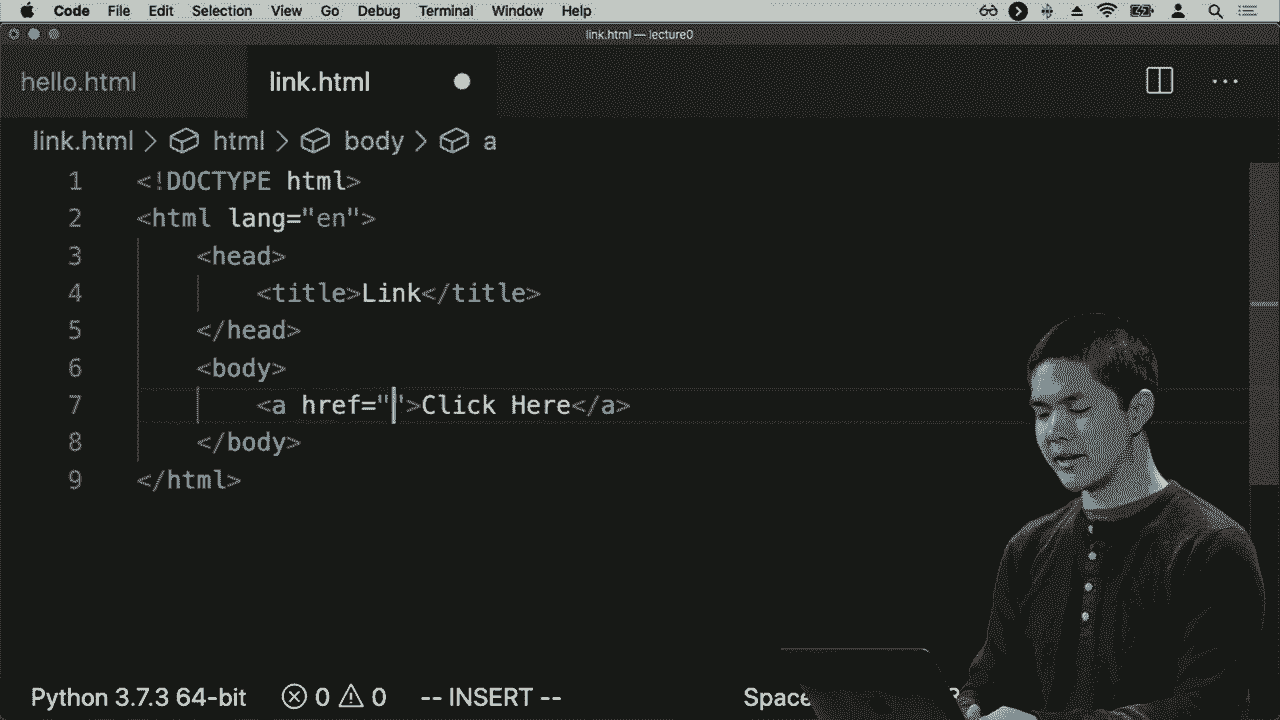 Code File Edit Selection View Go Debug Terminal Window Help
link.html — lecture0
hello.html link.html
link.html > html > body > a
1 <!DOCTYPE html>
2 <html lang="en">
3 <head>
4 <title>Link</title>
5 </head>
6 <body>
7 <a href="">Click Here</a>
8 </body>
9 </html>
Python 3.7.3 64-bit 0 0 -- INSERT --